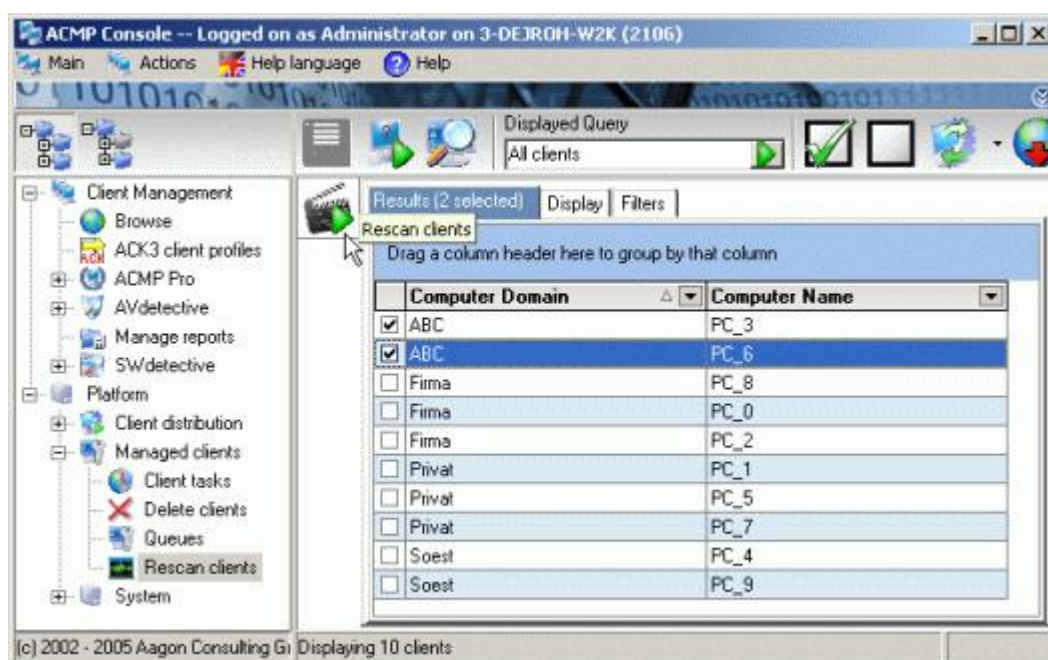 ACMP Console -- Logged on as Administrator on 3-DEJROH-W2K (2106)
Main Actions Help language Help
Displayed Query
All clients
Client Management
Browse
ACK3 client profiles
ACMP Pro
AVdetective
Manage reports
SWdetective
Platform
Client distribution
Managed clients
Client tasks
Delete clients
Queues
Rescan clients
System
Results (2 selected) Display Filters
Rescan clients
Drag a column header here to group by that column
Computer Domain Computer Name
ABC PC_3
ABC PC_6
Firma PC_8
Firma PC_0
Firma PC_2
Privat PC_1
Privat PC_5
Privat PC_7
Soest PC_4
Soest PC_9
(c) 2002 - 2005 Aagon Consulting Displaying 10 clients